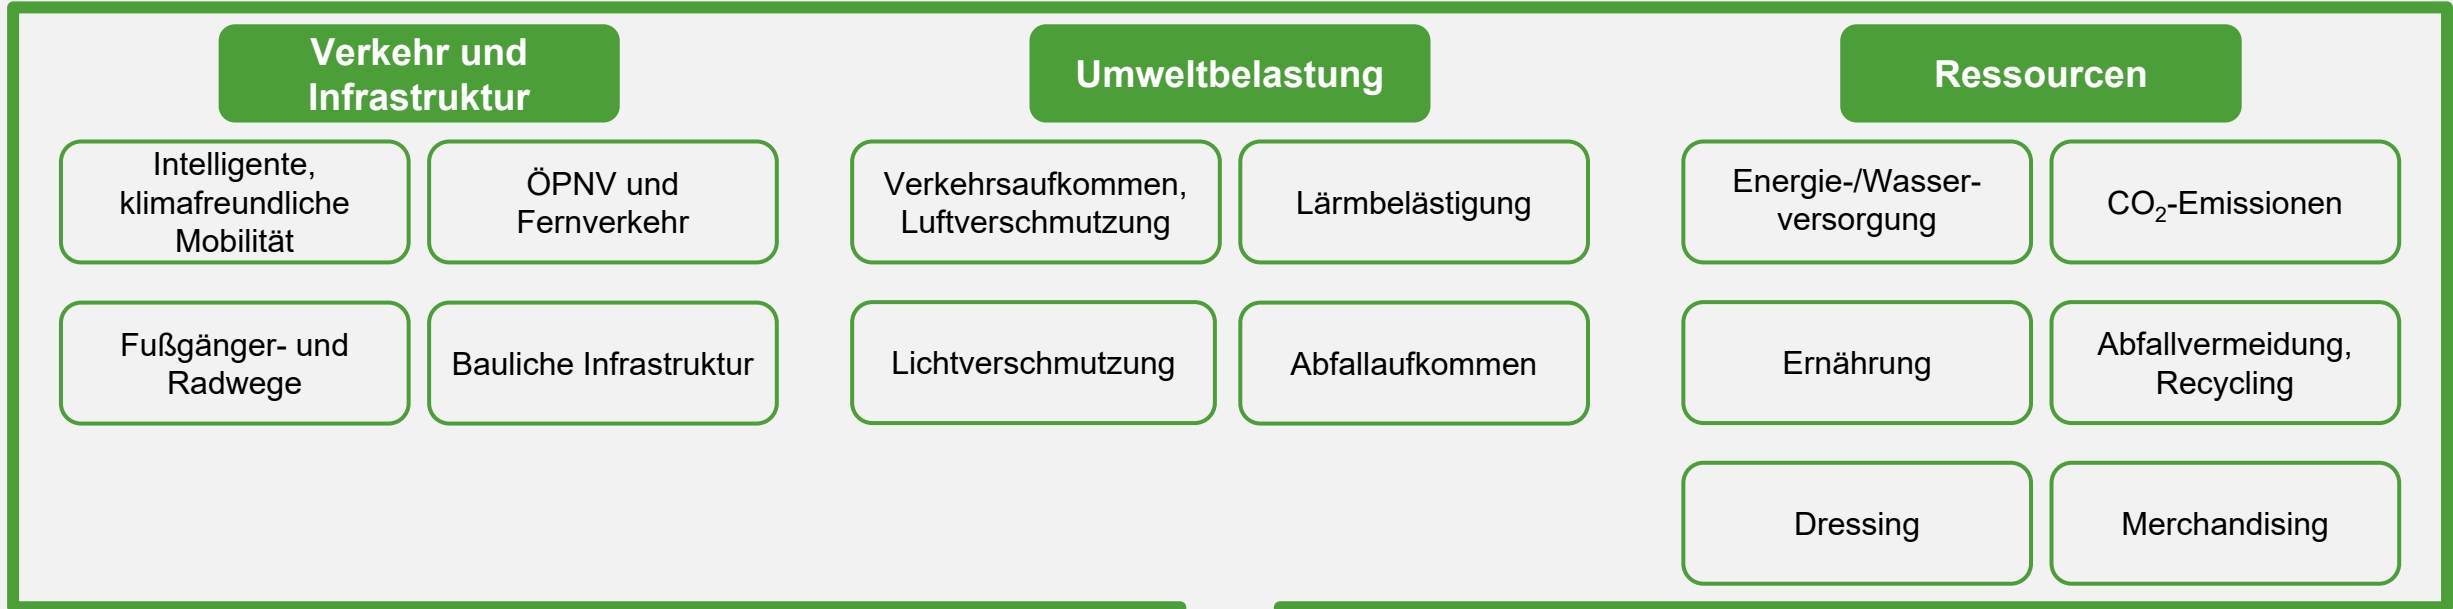 Verkehr und
Infrastruktur
Intelligente,
klimafreundliche
Mobilität
ÖPNV und
Fernverkehr
Fußgänger- und
Radwege
Bauliche Infrastruktur
Umweltbelastung
Verkehrsaufkommen,
Luftverschmutzung
Lärmbelästigung
Lichtverschmutzung
Abfallaufkommen
Ressourcen
Energie-/Wasser-
versorgung
CO₂-Emissionen
Ernährung
Abfallvermeidung,
Recycling
Dressing
Merchandising